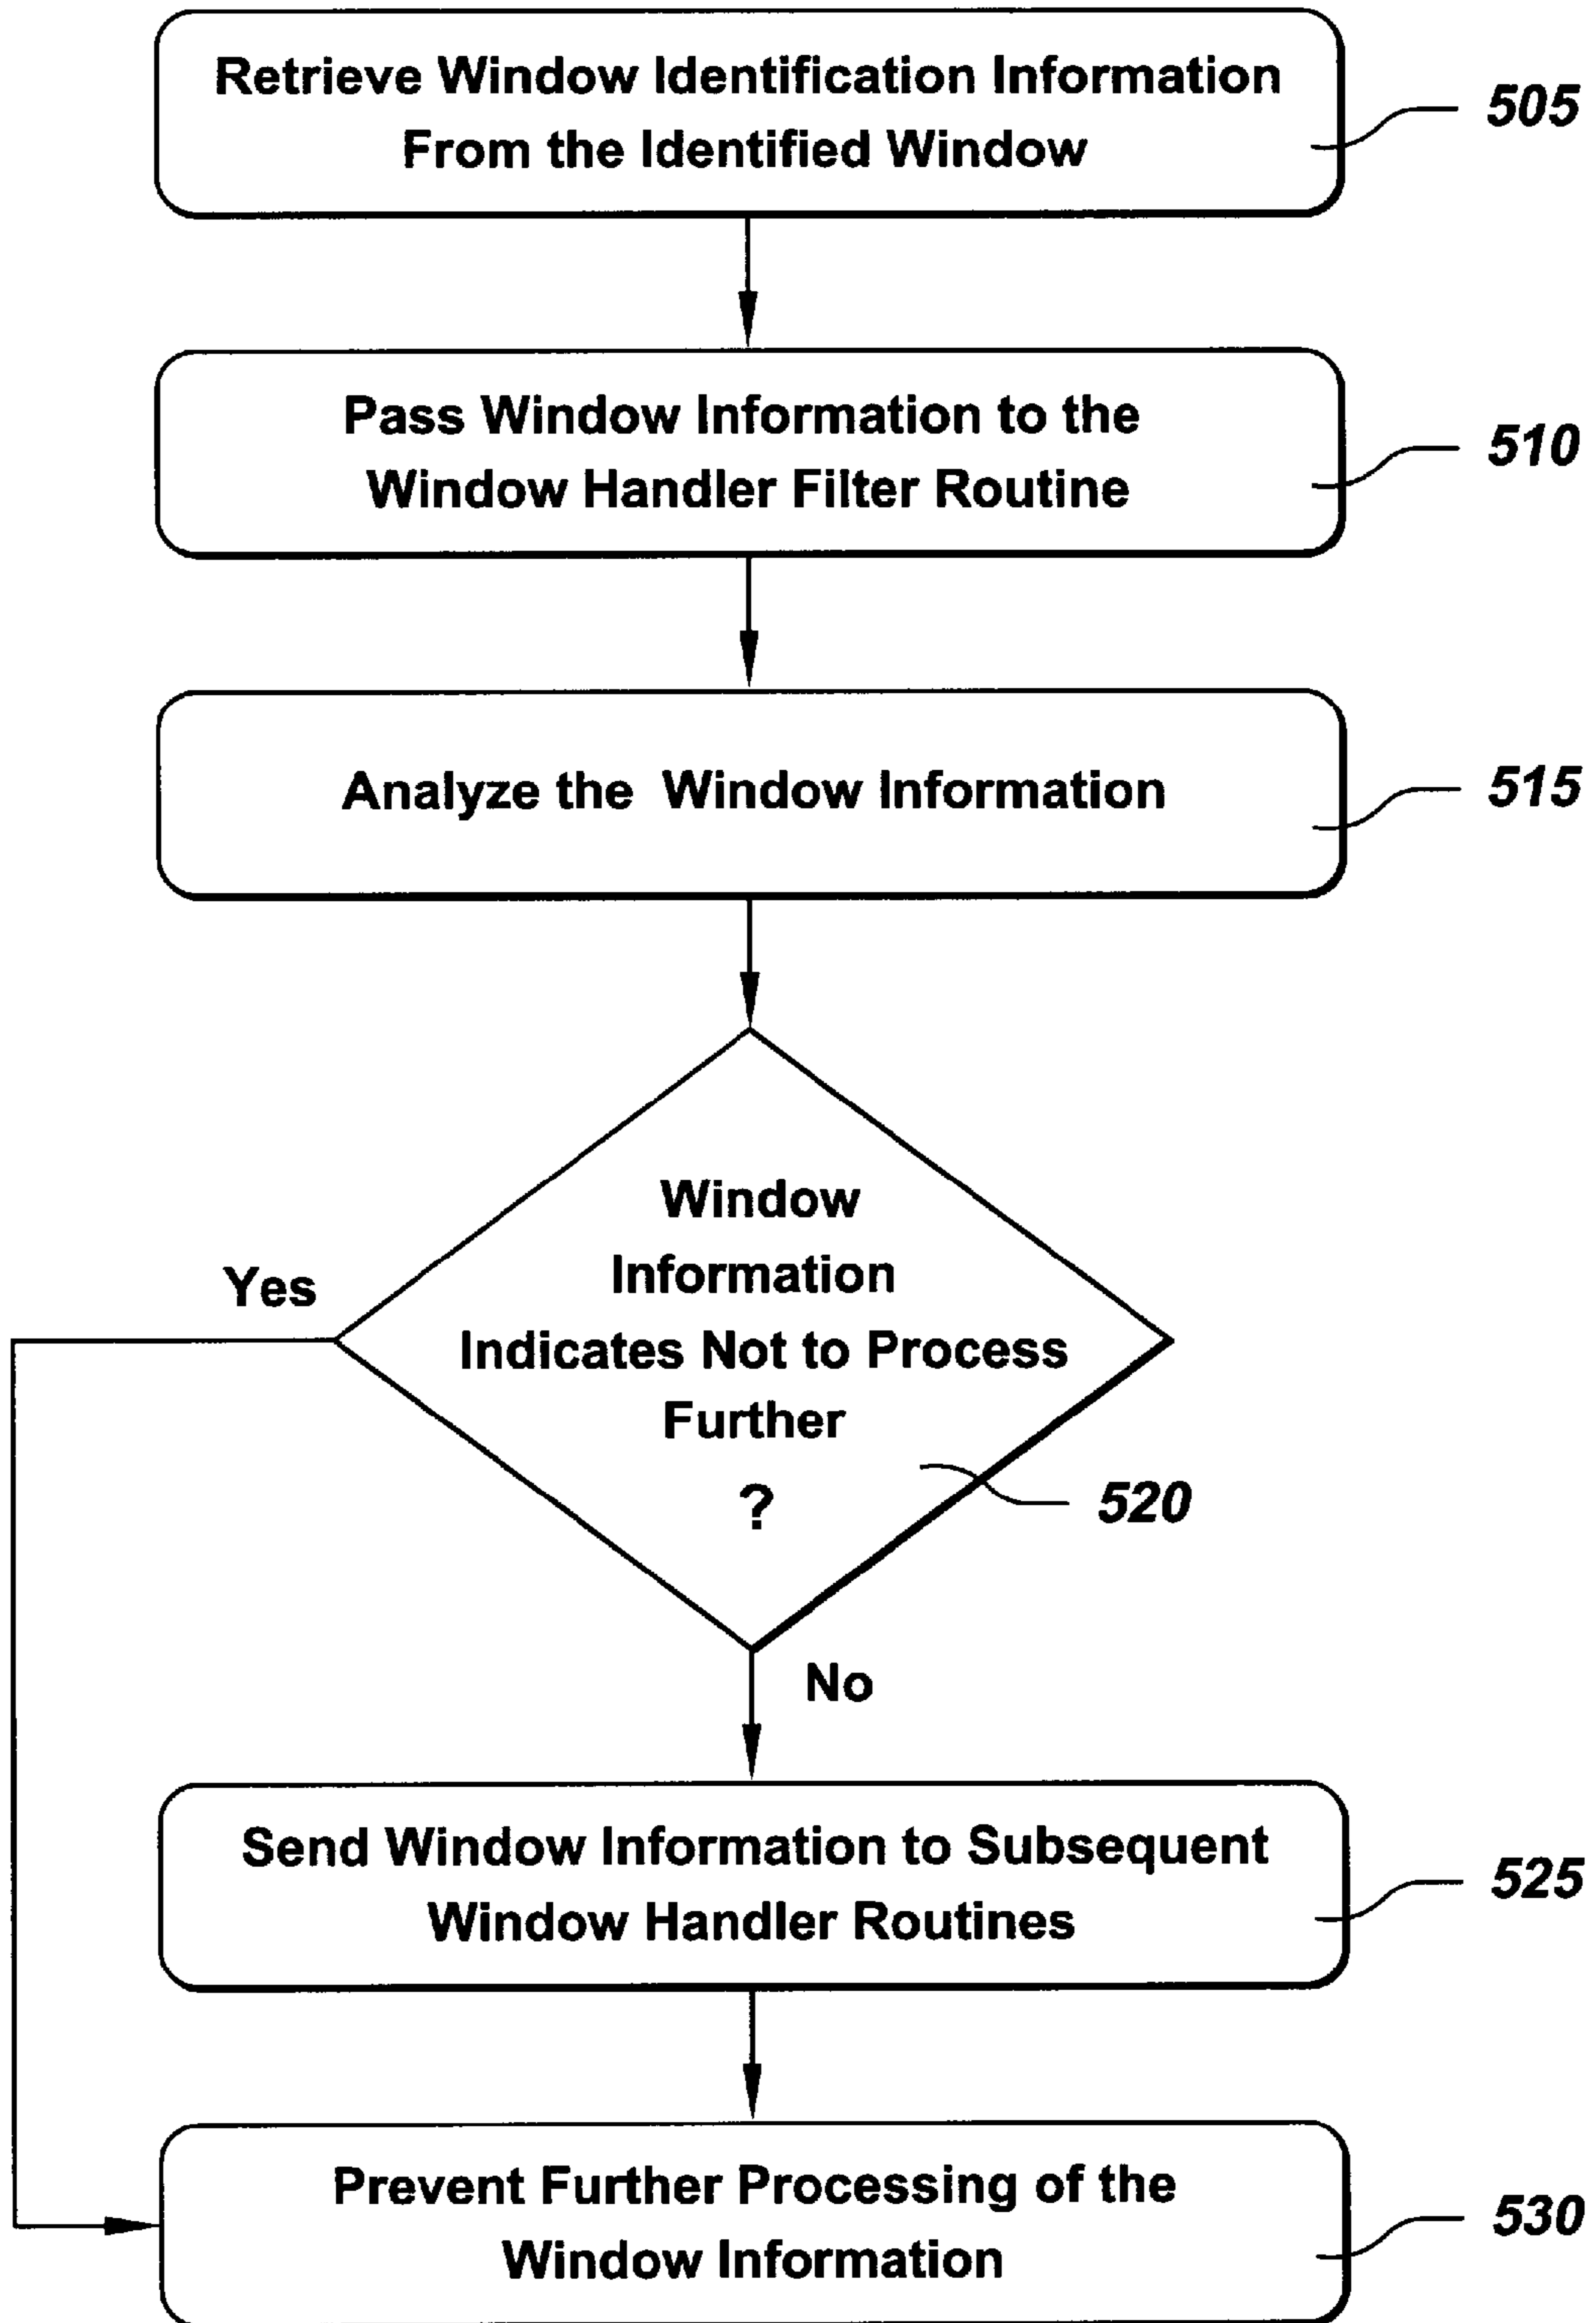 Retrieve Window Identification Information
From the Identified Window
505
Pass Window Information to the
Window Handler Filter Routine
510
Analyze the Window Information
515
Window
Information
Indicates Not to Process
Further
?
Yes
520
No
Send Window Information to Subsequent
Window Handler Routines
525
Prevent Further Processing of the
Window Information
530